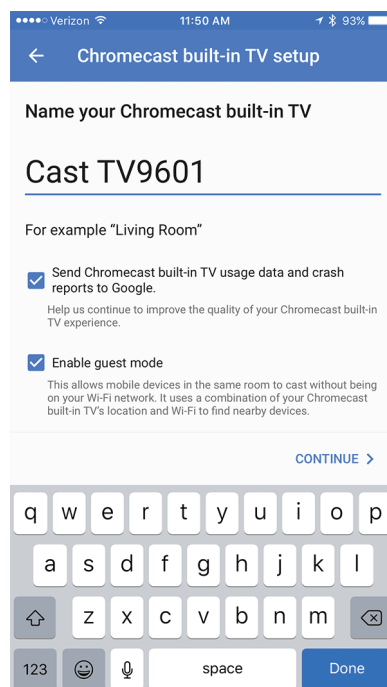 Verizon 11:50 AM 93%
Chromecast built-in TV setup
Name your Chromecast built-in TV
Cast TV9601
For example “Living Room”
Send Chromecast built-in TV usage data and crash
reports to Google.
Help us continue to improve the quality of your Chromecast built-in
TV experience.
Enable guest mode
This allows mobile devices in the same room to cast without being
on your Wi-Fi network. It uses a combination of your Chromecast
built-in TV's location and Wi-Fi to find nearby devices.
CONTINUE
q w e r t y u i o p
a s d f g h j k l
z x c v b n m
123 space Done